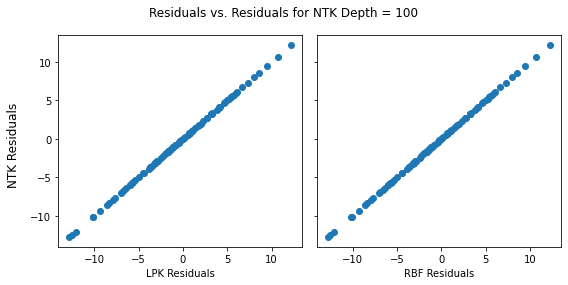 Residuals vs. Residuals for NTK Depth = 100
NTK Residuals
10
5
0
−5
−10
−10 −5 0 5 10
LPK Residuals
−10 −5 0 5 10
RBF Residuals